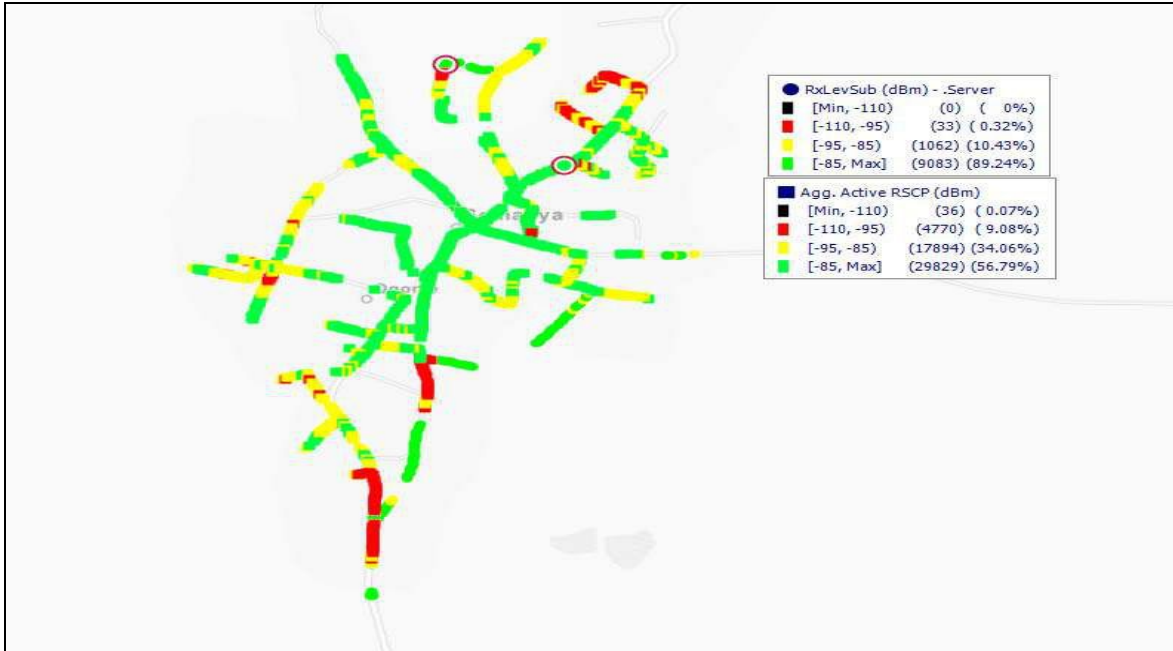 RxLevSub (dBm) - .Server
[Min, -110) (0) ( 0%)
[-110, -95) (33) ( 0.32%)
[-95, -85) (1062) (10.43%)
[-85, Max] (9083) (89.24%)
Agg. Active RSCP (dBm)
[Min, -110) (36) ( 0.07%)
[-110, -95) (4770) ( 9.08%)
[-95, -85) (17894) (34.06%)
[-85, Max] (29829) (56.79%)